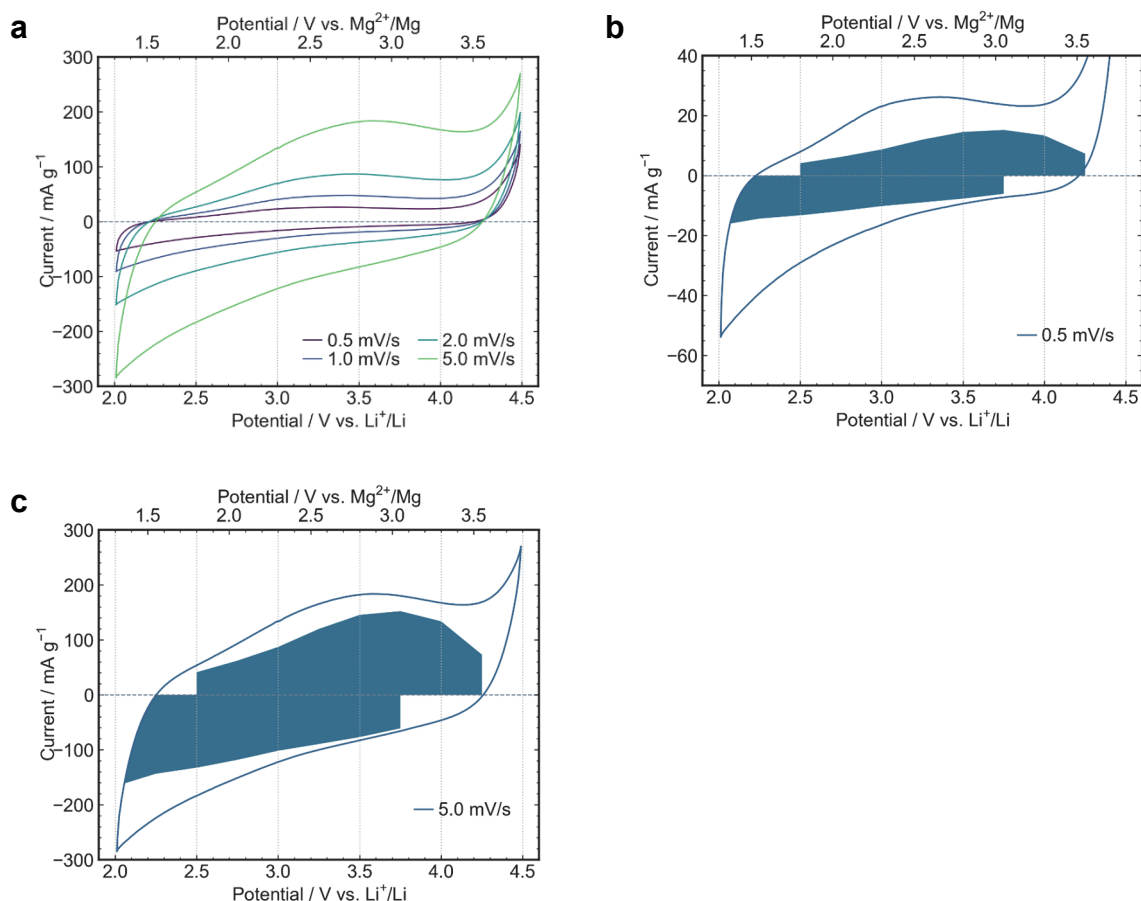 a
Potential / V vs. Mg²⁺/Mg
1.5 2.0 2.5 3.0 3.5
300
200
100
0
−100
−200
−300
Current / mA g⁻¹
0.5 mV/s 2.0 mV/s
1.0 mV/s 5.0 mV/s
2.0 2.5 3.0 3.5 4.0 4.5
Potential / V vs. Li⁺/Li
b
Potential / V vs. Mg²⁺/Mg
1.5 2.0 2.5 3.0 3.5
40
20
0
−20
−40
−60
Current / mA g⁻¹
0.5 mV/s
2.0 2.5 3.0 3.5 4.0 4.5
Potential / V vs. Li⁺/Li
c
Potential / V vs. Mg²⁺/Mg
1.5 2.0 2.5 3.0 3.5
300
200
100
0
−100
−200
−300
Current / mA g⁻¹
5.0 mV/s
2.0 2.5 3.0 3.5 4.0 4.5
Potential / V vs. Li⁺/Li